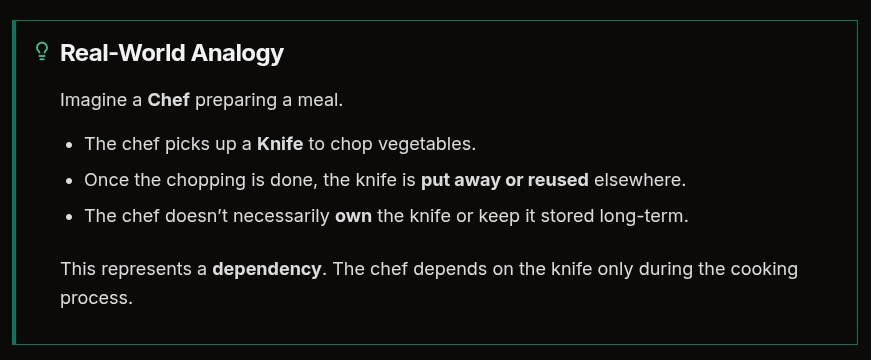 Real-World Analogy
Imagine a Chef preparing a meal.
• The chef picks up a Knife to chop vegetables.
• Once the chopping is done, the knife is put away or reused elsewhere.
• The chef doesn’t necessarily own the knife or keep it stored long-term.
This represents a dependency. The chef depends on the knife only during the cooking
process.